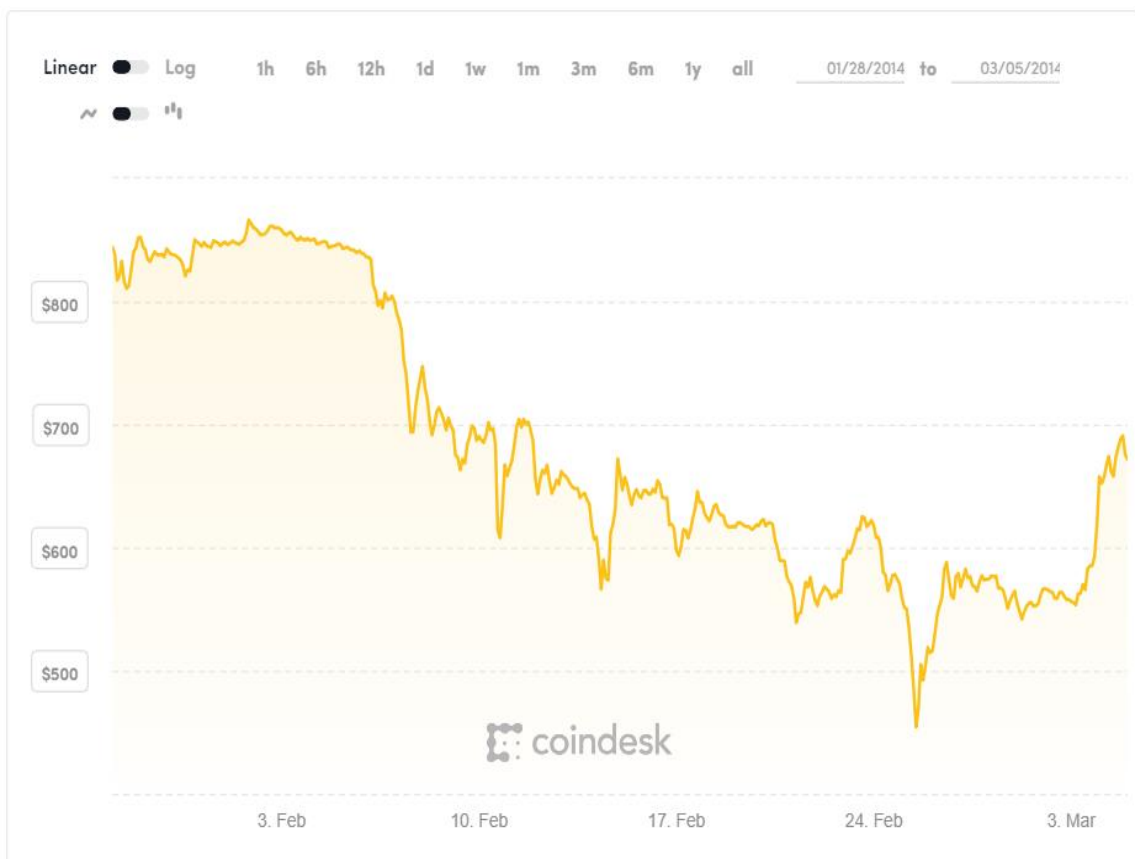 Linear Log 1h 6h 12h 1d 1w 1m 3m 6m 1y all 01/28/2014 to 03/05/2014
$800
$700
$600
$500
coindesk
3. Feb 10. Feb 17. Feb 24. Feb 3. Mar